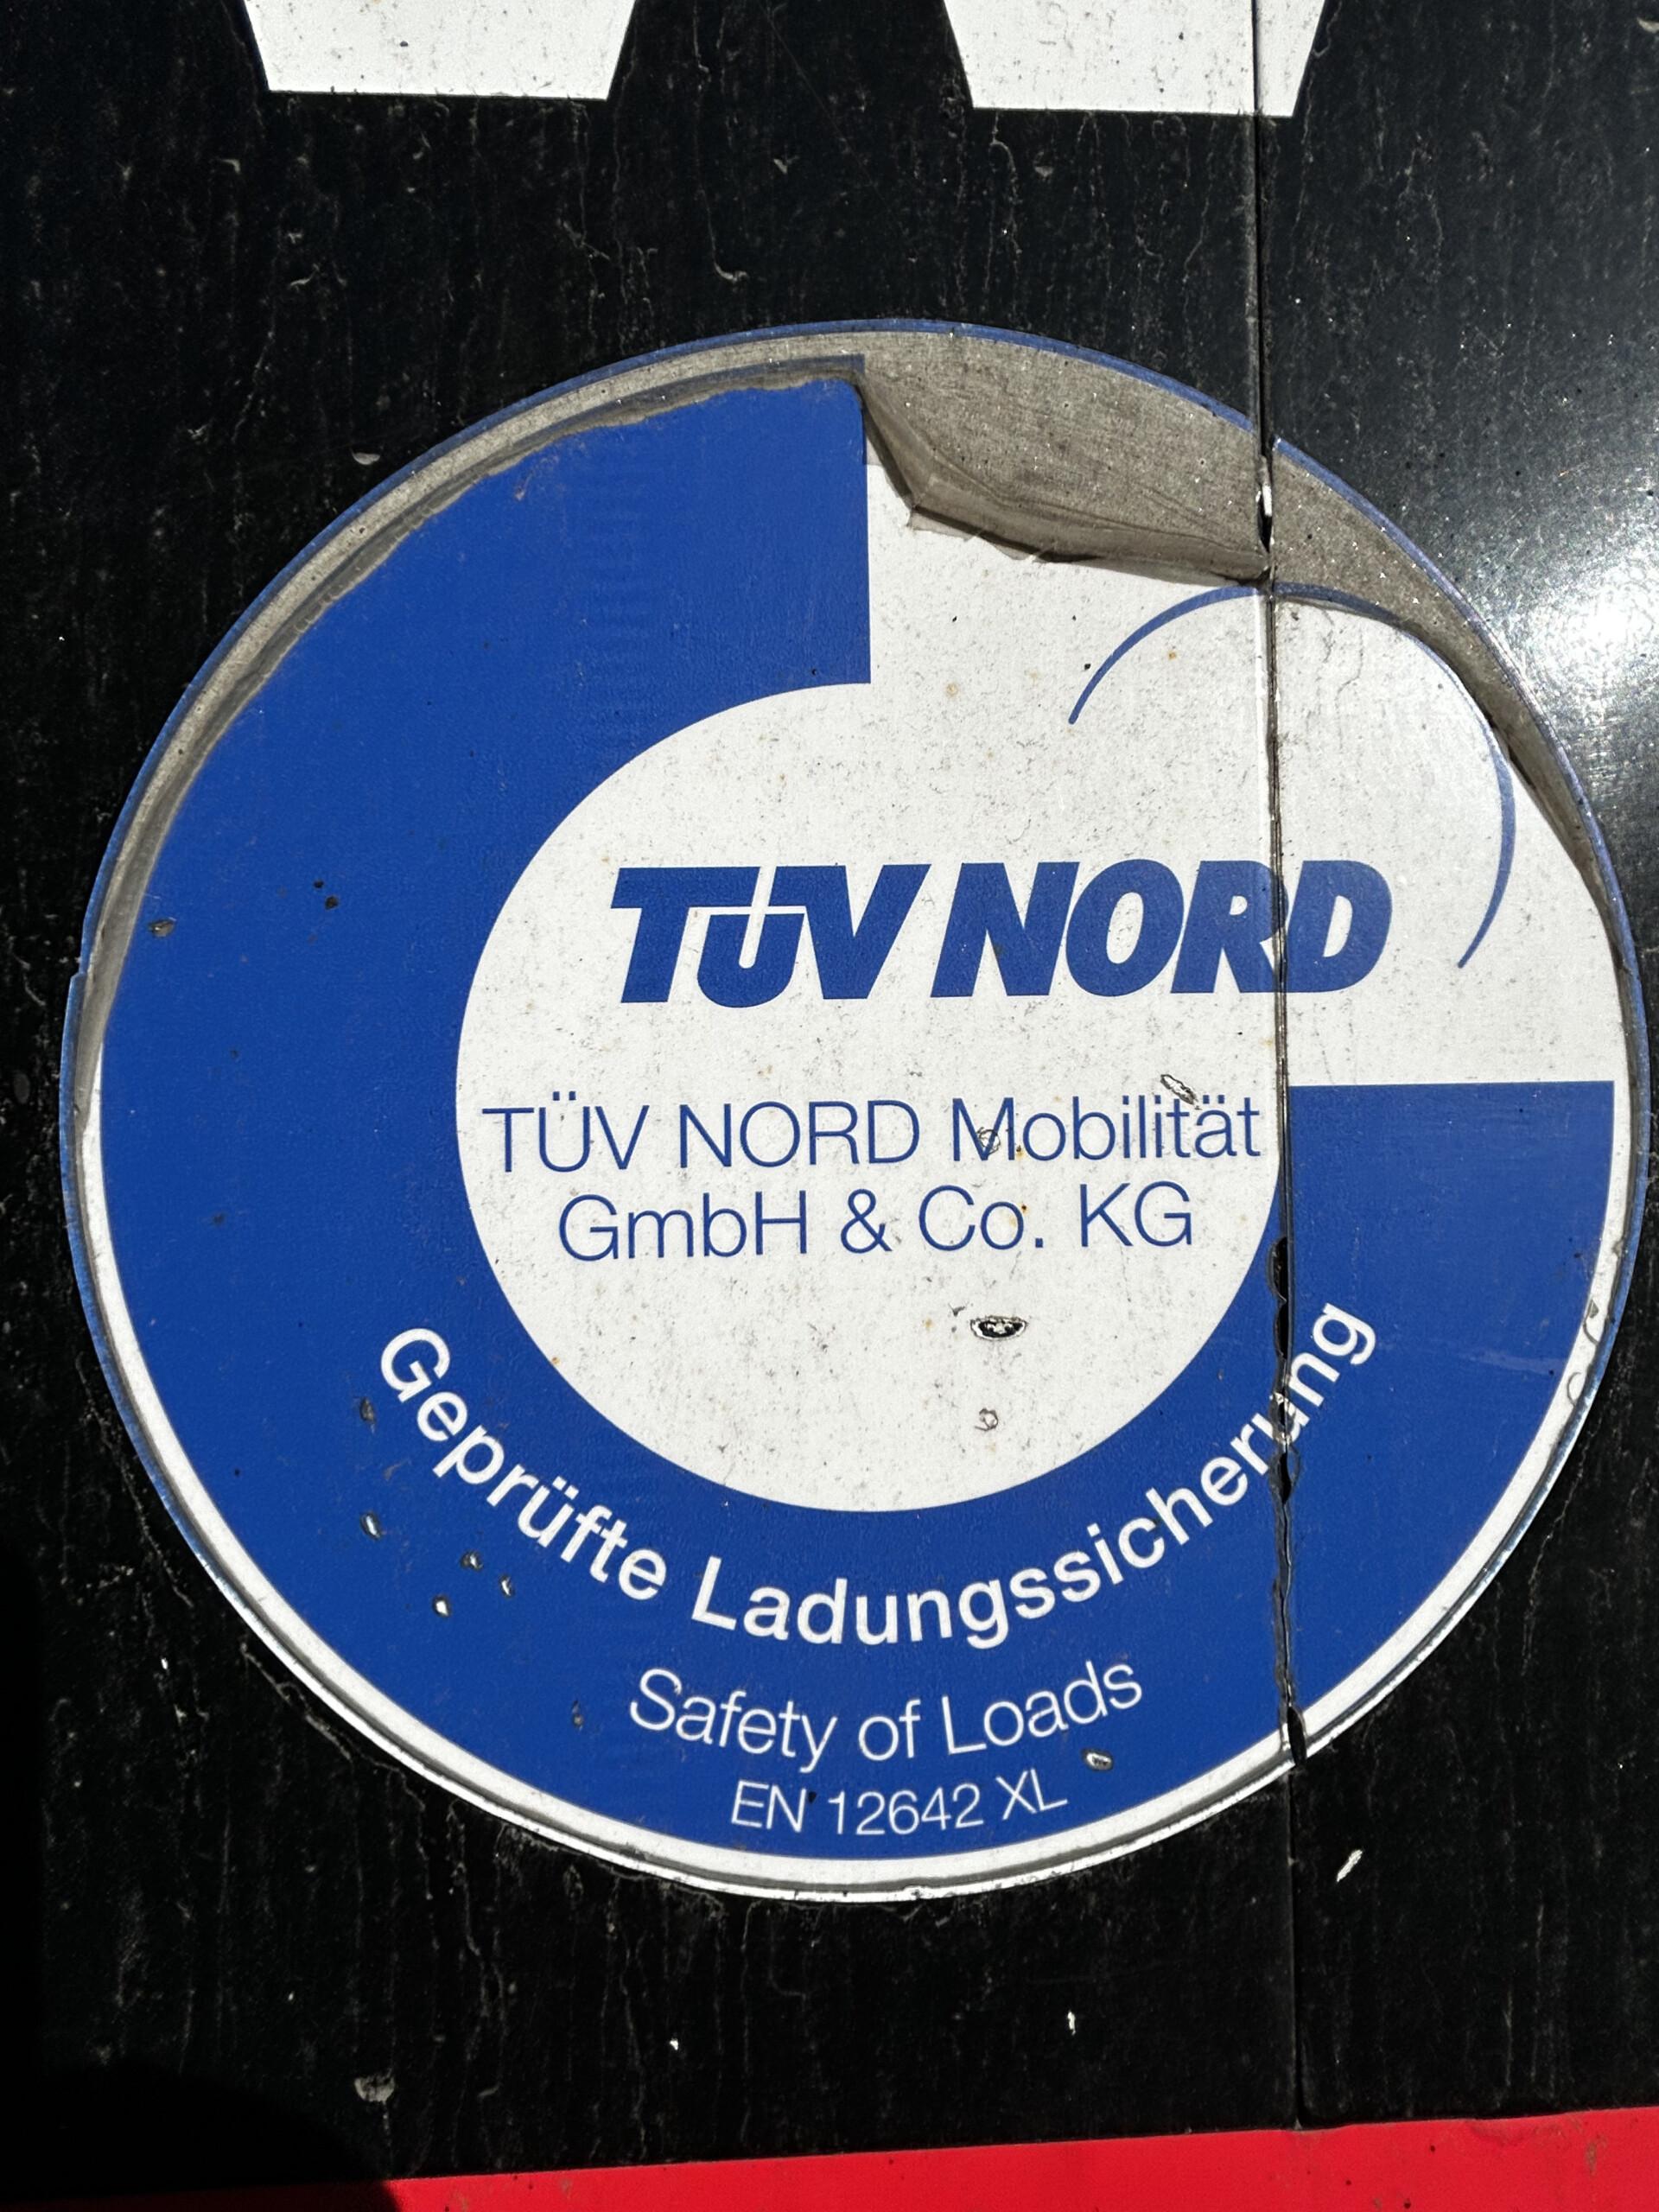 TÜV NORD
TÜV NORD Mobilität
GmbH & Co. KG
Geprüfte Ladungssicherung
Safety of Loads
EN 12642 XL